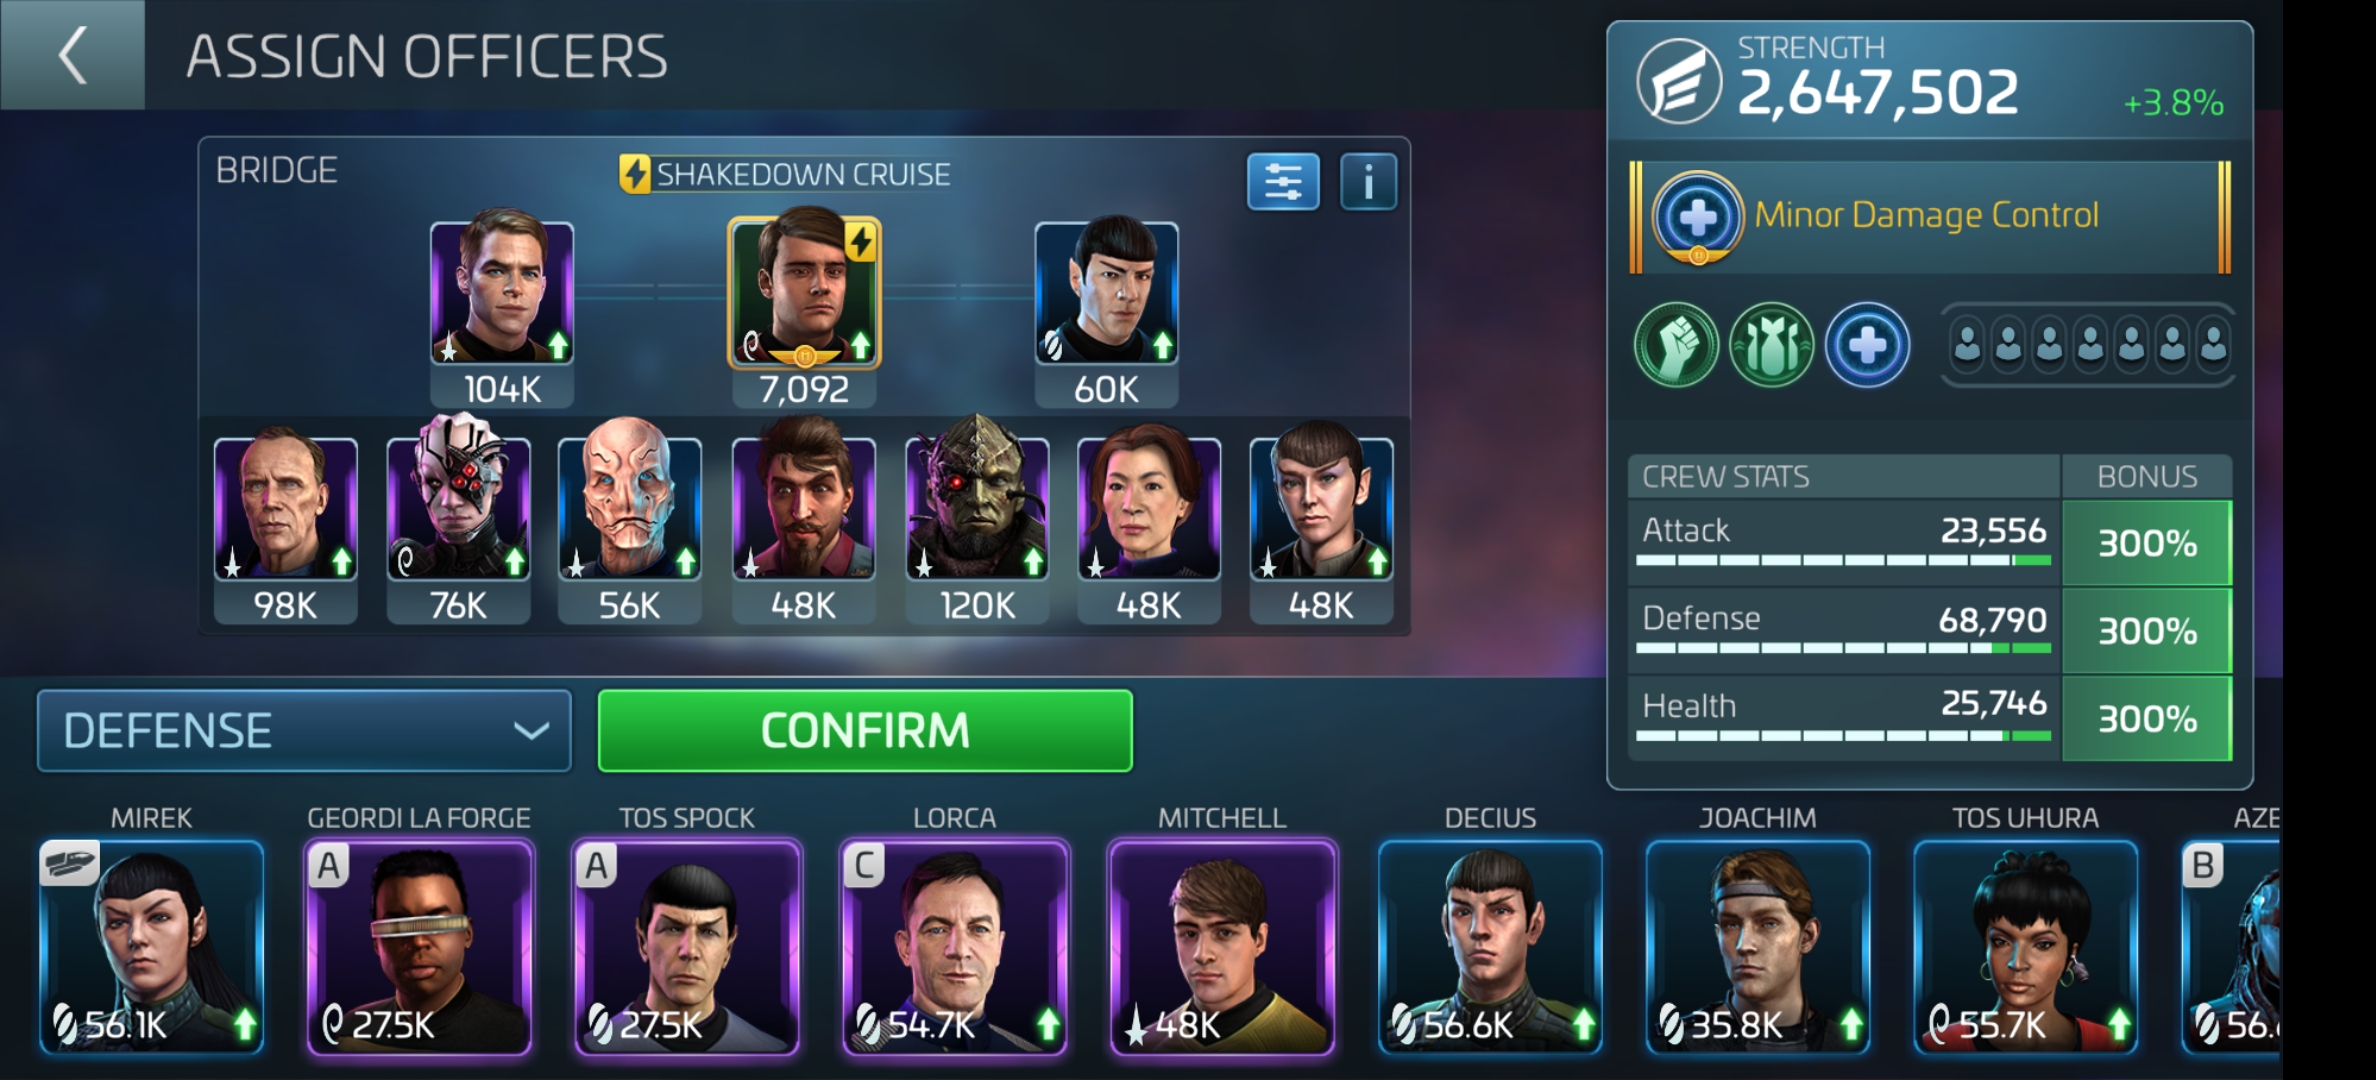 ASSIGN OFFICERS
STRENGTH
2,647,502
+3.8%
BRIDGE
SHAKEDOWN CRUISE
i
Minor Damage Control
104K
7,092
60K
98K
76K
56K
48K
120K
48K
48K
CREW STATS
BONUS
Attack
23,556
300%
Defense
68,790
300%
Health
25,746
300%
DEFENSE
CONFIRM
MIREK
GEORDI LA FORGE
TOS SPOCK
LORCA
MITCHELL
DECIUS
JOACHIM
TOS UHURA
AZE
A
A
C
B
56.1K
27.5K
27.5K
54.7K
48K
56.6K
35.8K
55.7K
56.